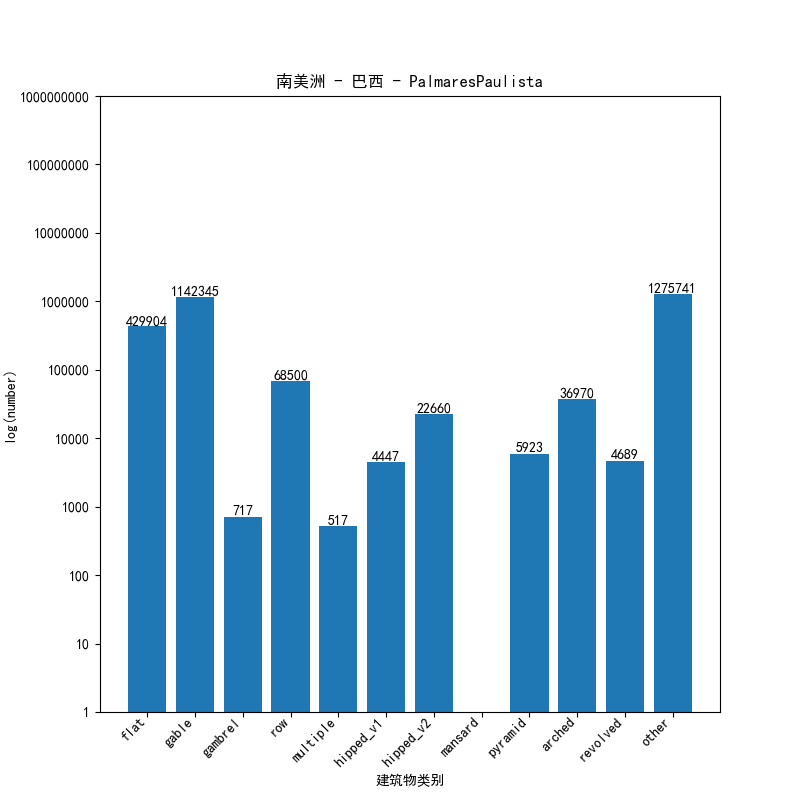 南美洲 - 巴西 - PalmaresPaulista
1000000000
100000000
10000000
1000000
100000
10000
1000
100
10
1
log(number)
429904
1142345
717
68500
517
4447
22660
5923
36970
4689
1275741
flat
gable
gambrel
row
multiple
hipped_v1
hipped_v2
mansard
pyramid
arched
revolved
other
建筑物类别